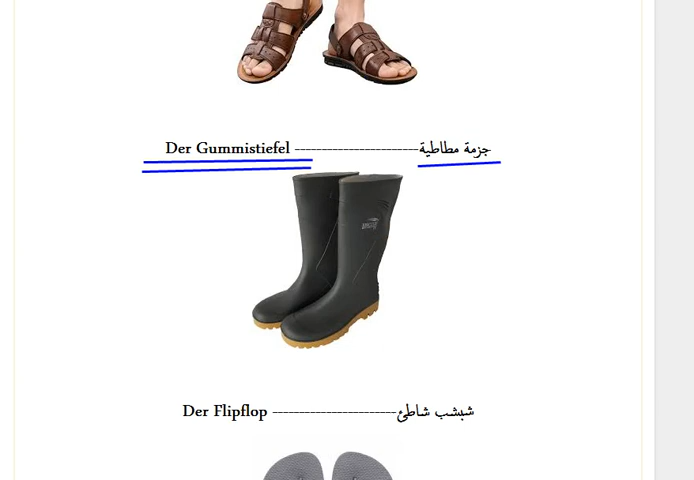 Der Gummistiefel -----------------------جزمة مطاطية
Der Flipflop -----------------------شبشب شاطئ